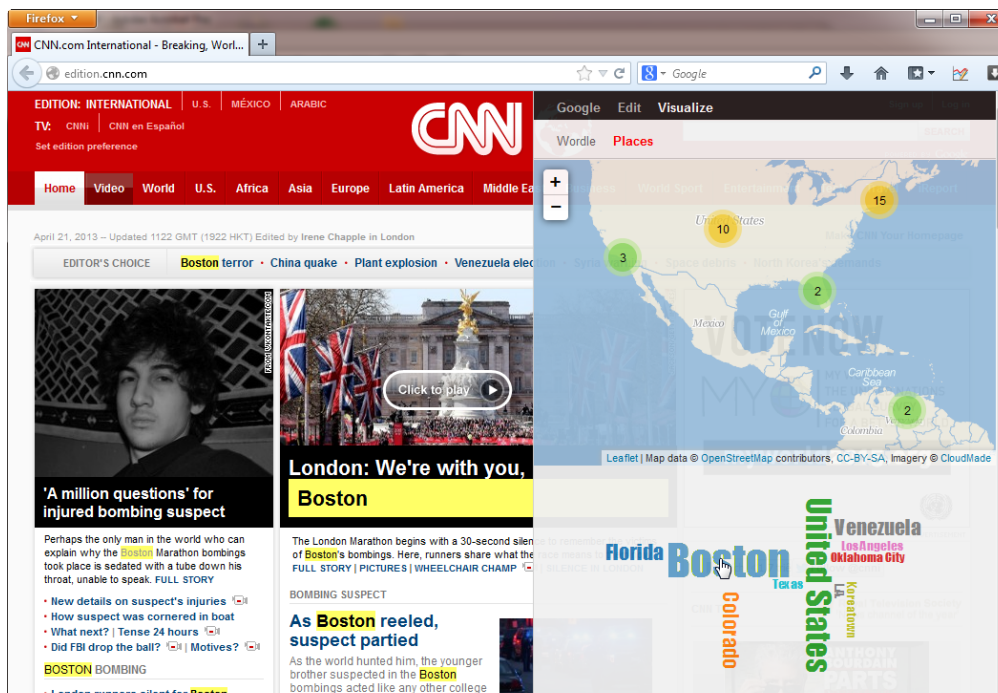 Firefox
CNN.com International - Breaking, Worl...
edition.cnn.com
Google
EDITION: INTERNATIONAL U.S. MÉXICO ARABIC
TV: CNNi CNN en Español
Set edition preference
CNN
Google Edit Visualize
Wordle Places
Home Video World U.S. Africa Asia Europe Latin America Middle Ea
April 21, 2013 – Updated 1122 GMT (1922 HKT) Edited by Irene Chapple in London
EDITOR'S CHOICE Boston terror · China quake · Plant explosion · Venezuela elec
+
−
United States
15
10
3
2
Mexico
Gulf of Mexico
Caribbean Sea
2
Colombia
Leaflet | Map data © OpenStreetMap contributors, CC-BY-SA, Imagery © CloudMade
VOTE NOW
Click to play
London: We're with you,
Boston
'A million questions' for
injured bombing suspect
Perhaps the only man in the world who can
explain why the Boston Marathon bombings
took place is sedated with a tube down his
throat, unable to speak. FULL STORY
· New details on suspect's injuries
· How suspect was cornered in boat
· What next? | Tense 24 hours
· Did FBI drop the ball? | Motives?
BOSTON BOMBING
· London runners silent for Boston
The London Marathon begins with a 30-second silen
of Boston's bombings. Here, runners share what the
FULL STORY | PICTURES | WHEELCHAIR CHAMP
BOMBING SUSPECT
As Boston reeled,
suspect partied
As the world hunted him, the younger
brother suspected in the Boston
bombings acted like any other college
Florida
Boston
United States
Venezuela
LosAngeles
Oklahoma City
Texas
LA
Koreatown
Colorado